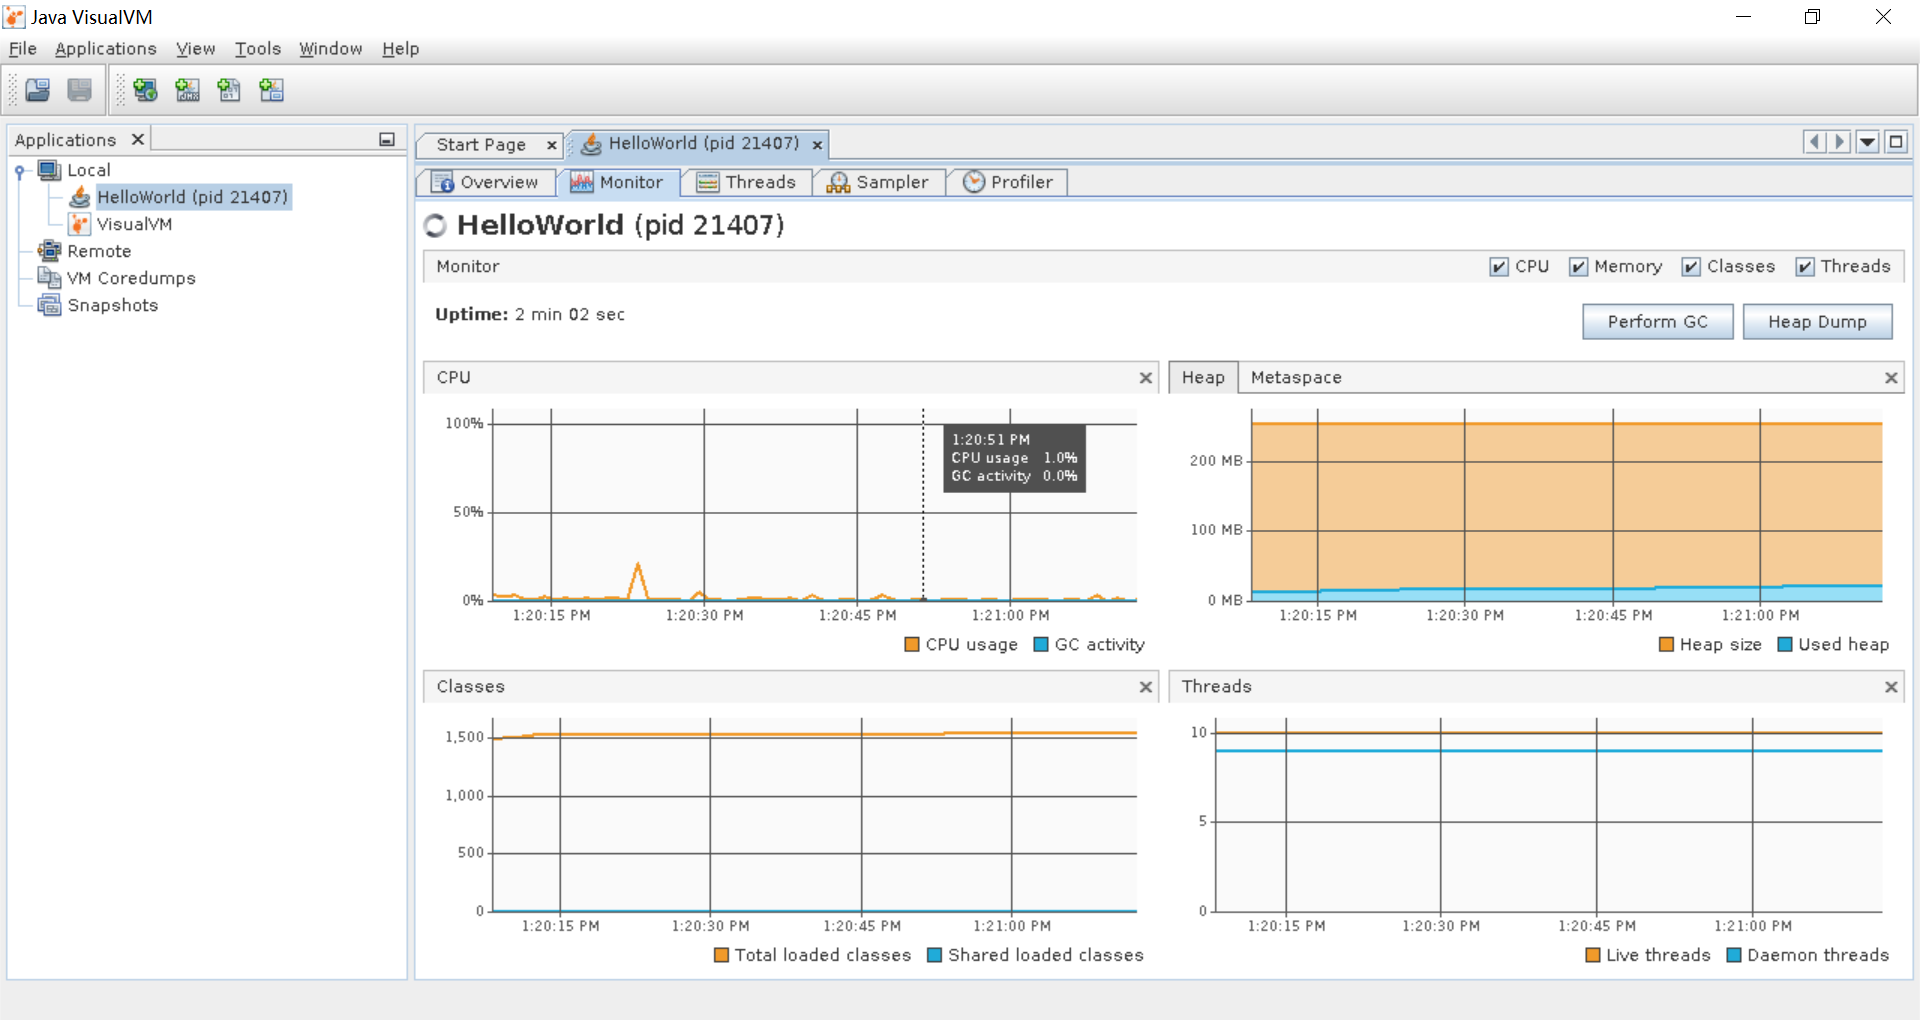 Java VisualVM
File Applications View Tools Window Help
Applications
Local
HelloWorld (pid 21407)
VisualVM
Remote
VM Coredumps
Snapshots
Start Page HelloWorld (pid 21407)
Overview Monitor Threads Sampler Profiler
HelloWorld (pid 21407)
Monitor CPU Memory Classes Threads
Uptime: 2 min 02 sec
Perform GC Heap Dump
CPU
100%
50%
0%
1:20:51 PM
CPU usage 1.0%
GC activity 0.0%
1:20:15 PM 1:20:30 PM 1:20:45 PM 1:21:00 PM
CPU usage GC activity
Heap Metaspace
200 MB
100 MB
0 MB
1:20:15 PM 1:20:30 PM 1:20:45 PM 1:21:00 PM
Heap size Used heap
Classes
1,500
1,000
500
0
1:20:15 PM 1:20:30 PM 1:20:45 PM 1:21:00 PM
Total loaded classes Shared loaded classes
Threads
10
5
0
1:20:15 PM 1:20:30 PM 1:20:45 PM 1:21:00 PM
Live threads Daemon threads